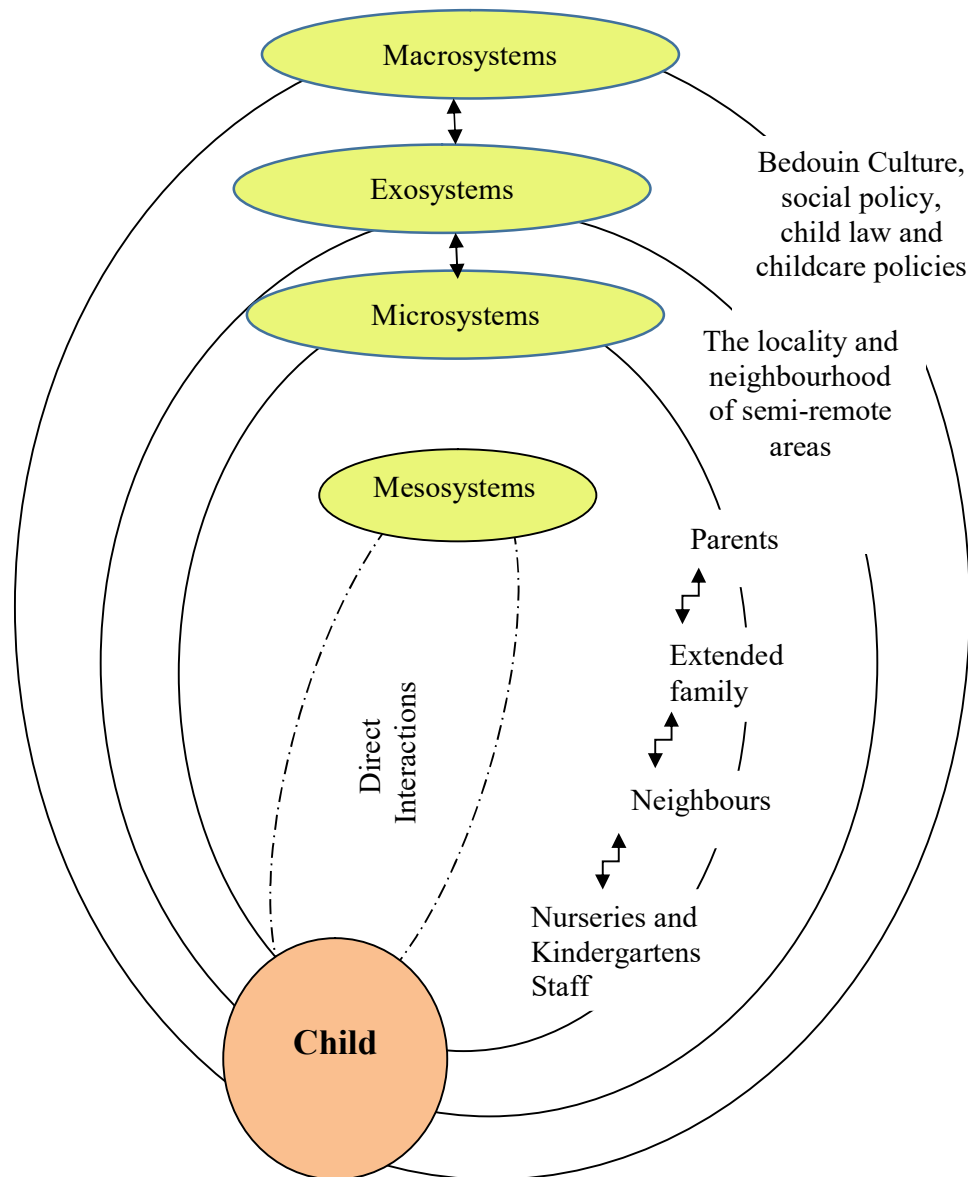 Macrosystems
Bedouin Culture,
social policy,
child law and
childcare policies
Exosystems
The locality and
neighbourhood
of semi-remote
areas
Microsystems
Parents
Extended
family
Neighbours
Nurseries and
Kindergartens
Staff
Mesosystems
Direct
Interactions
Child